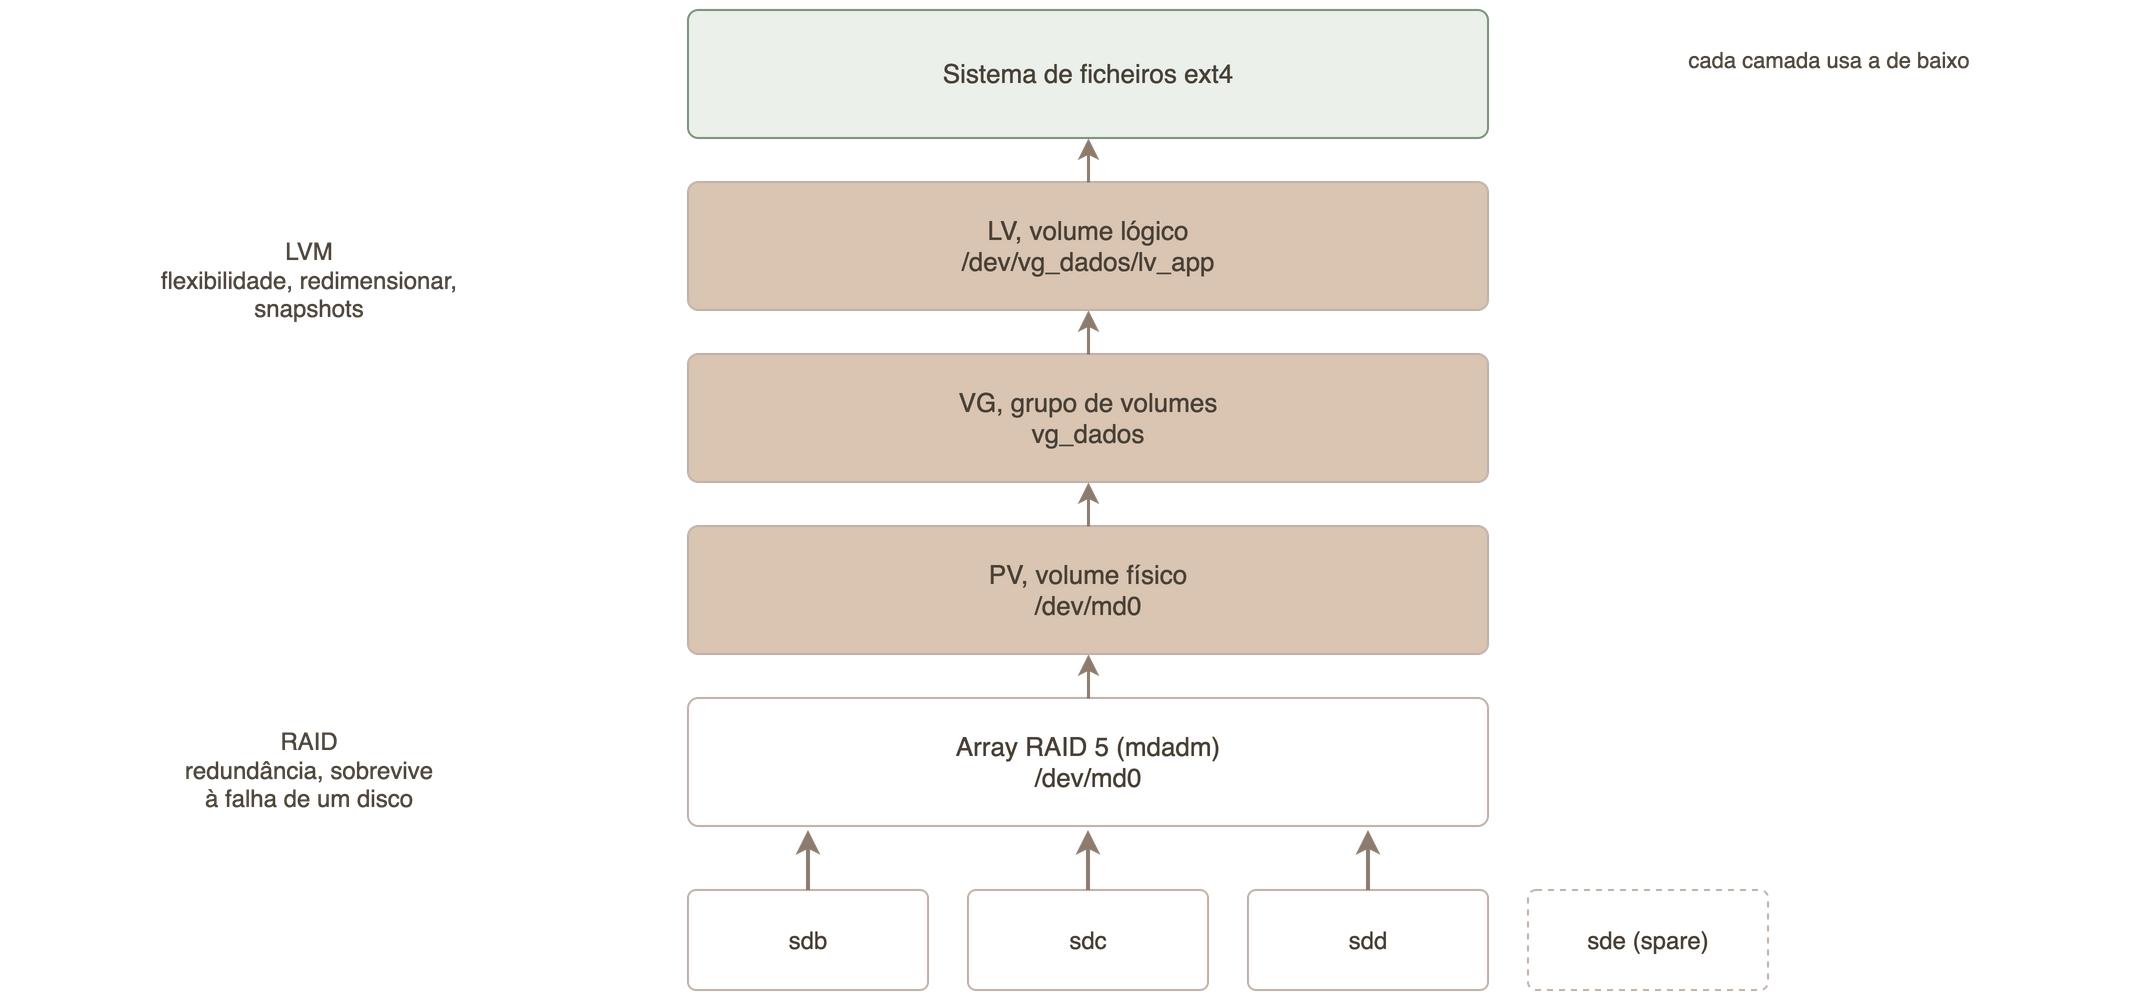 Sistema de ficheiros ext4
cada camada usa a de baixo
LV, volume lógico
/dev/vg_dados/lv_app
LVM
flexibilidade, redimensionar,
snapshots
VG, grupo de volumes
vg_dados
PV, volume físico
/dev/md0
RAID
redundância, sobrevive
à falha de um disco
Array RAID 5 (mdadm)
/dev/md0
sdb
sdc
sdd
sde (spare)